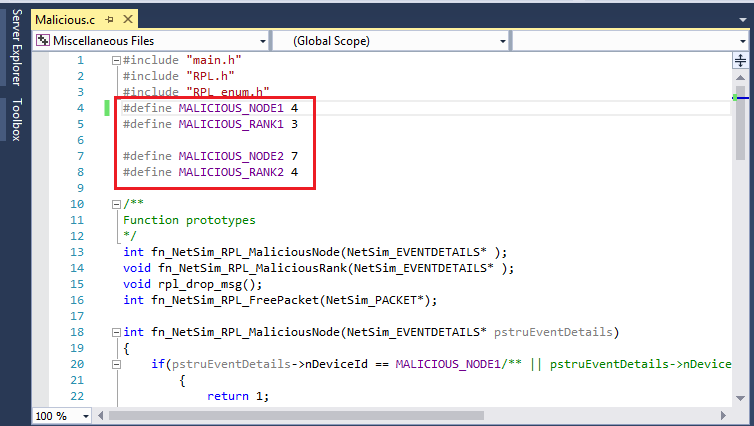 Malicious.c
Server Explorer
Toolbox
Miscellaneous Files
(Global Scope)
1 #include "main.h"
2 #include "RPL.h"
3 #include "RPL_enum.h"
4 #define MALICIOUS_NODE1 4
5 #define MALICIOUS_RANK1 3
6
7 #define MALICIOUS_NODE2 7
8 #define MALICIOUS_RANK2 4
9
10 /**
11 Function prototypes
12 */
13 int fn_NetSim_RPL_MaliciousNode(NetSim_EVENTDETAILS* );
14 void fn_NetSim_RPL_MaliciousRank(NetSim_EVENTDETAILS* );
15 void rpl_drop_msg();
16 int fn_NetSim_RPL_FreePacket(NetSim_PACKET*);
17
18 int fn_NetSim_RPL_MaliciousNode(NetSim_EVENTDETAILS* pstruEventDetails)
19 {
20 if(pstruEventDetails->nDeviceId == MALICIOUS_NODE1/** || pstruEventDetails->nDevice
21 {
22 return 1;
100 %